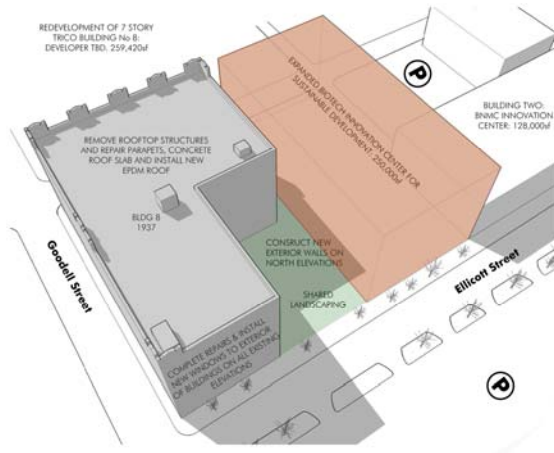 REDEVELOPMENT OF 7 STORY
TRICO BUILDING No 8:
DEVELOPER TBD. 259,420sf
EXPANDED BIOTECH INNOVATION CENTER FOR
SUSTAINABLE DEVELOPMENT: 250,000sf
P
BUILDING TWO:
BNMC INNOVATION
CENTER: 128,000sf
REMOVE ROOFTOP STRUCTURES
AND REPAIR PARAPETS, CONCRETE
ROOF SLAB AND INSTALL NEW
EPDM ROOF
BLDG 8
1937
CONSTRUCT NEW
EXTERIOR WALLS ON
NORTH ELEVATIONS
SHARED
LANDSCAPING
Goodell Street
Ellicott Street
COMPLETE REPAIRS & INSTALL
NEW WINDOWS TO EXTERIOR
OF BUILDINGS ON ALL EXISTING
ELEVATIONS
P